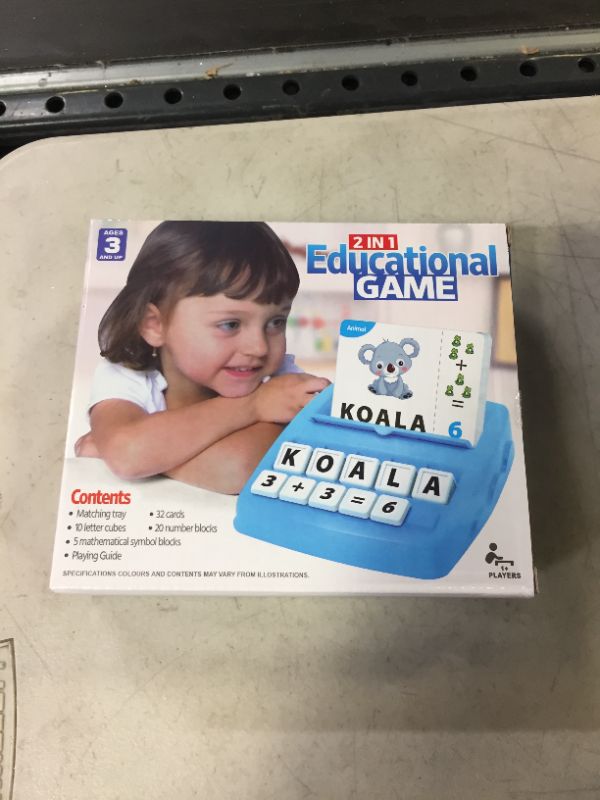 AGES
3
AND UP
2 IN 1
Educational
GAME
Animal
+
=
KOALA 6
KOALA
3 + 3 = 6
Contents
• Matching tray • 32 cards
• 10 letter cubes • 20 number blocks
• 5 mathematical symbol blocks
• Playing Guide
SPECIFICATIONS COLOURS AND CONTENTS MAY VARY FROM ILLOSTRATIONS.
1+
PLAYERS